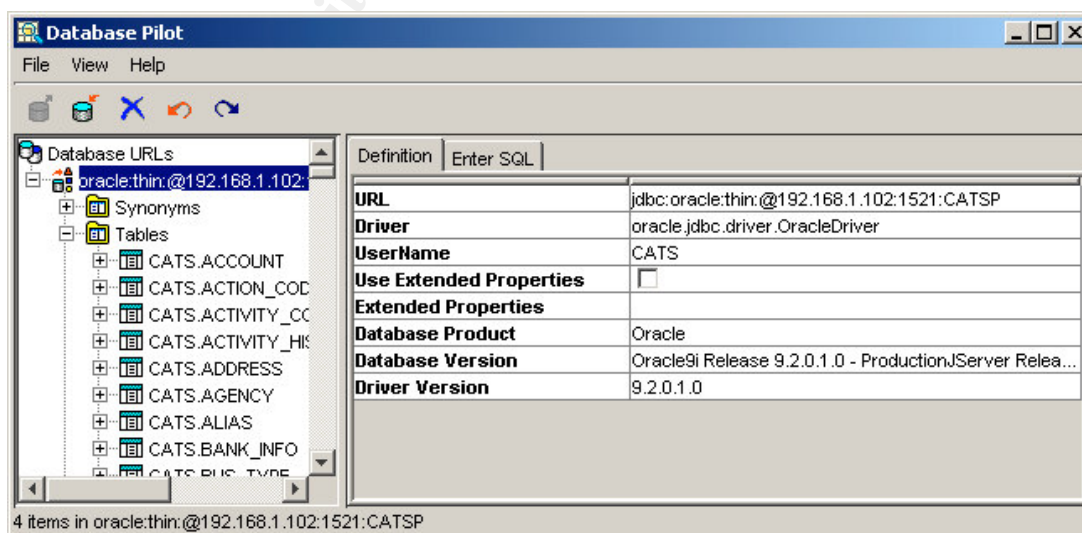 Database Pilot
File View Help
Database URLs
oracle:thin:@192.168.1.102:
Synonyms
Tables
CATS.ACCOUNT
CATS.ACTION_COD
CATS.ACTIVITY_CO
CATS.ACTIVITY_HIS
CATS.ADDRESS
CATS.AGENCY
CATS.ALIAS
CATS.BANK_INFO
CATS.BUS_TYPE
Definition Enter SQL
URL jdbc:oracle:thin:@192.168.1.102:1521:CATSP
Driver oracle.jdbc.driver.OracleDriver
UserName CATS
Use Extended Properties
Extended Properties
Database Product Oracle
Database Version Oracle9i Release 9.2.0.1.0 - ProductionJServer Relea...
Driver Version 9.2.0.1.0
4 items in oracle:thin:@192.168.1.102:1521:CATSP